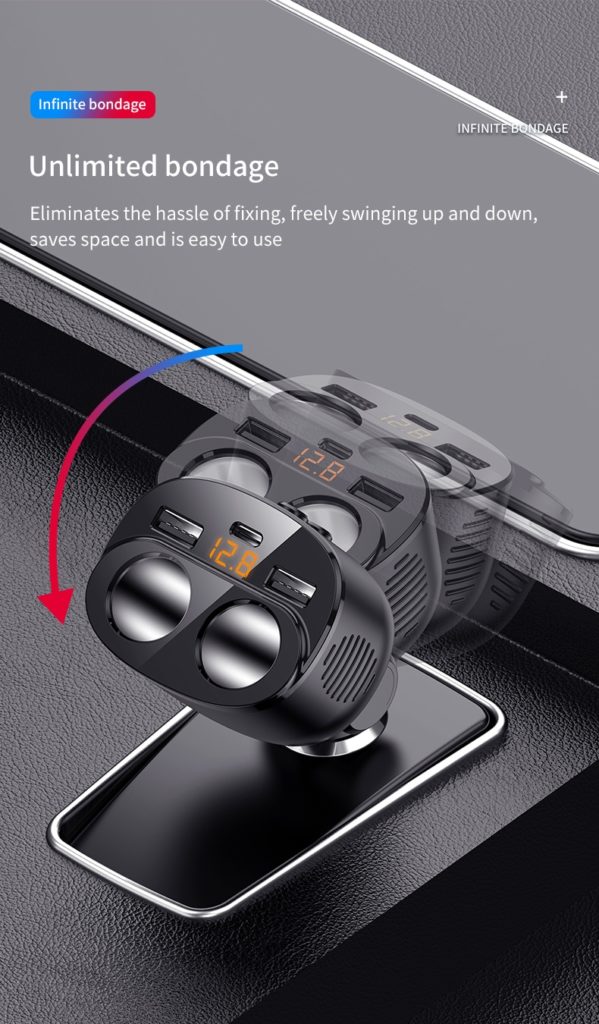 Infinite bondage
+
INFINITE BONDAGE
Unlimited bondage
Eliminates the hassle of fixing, freely swinging up and down,
saves space and is easy to use
12.8
12.8
12.8